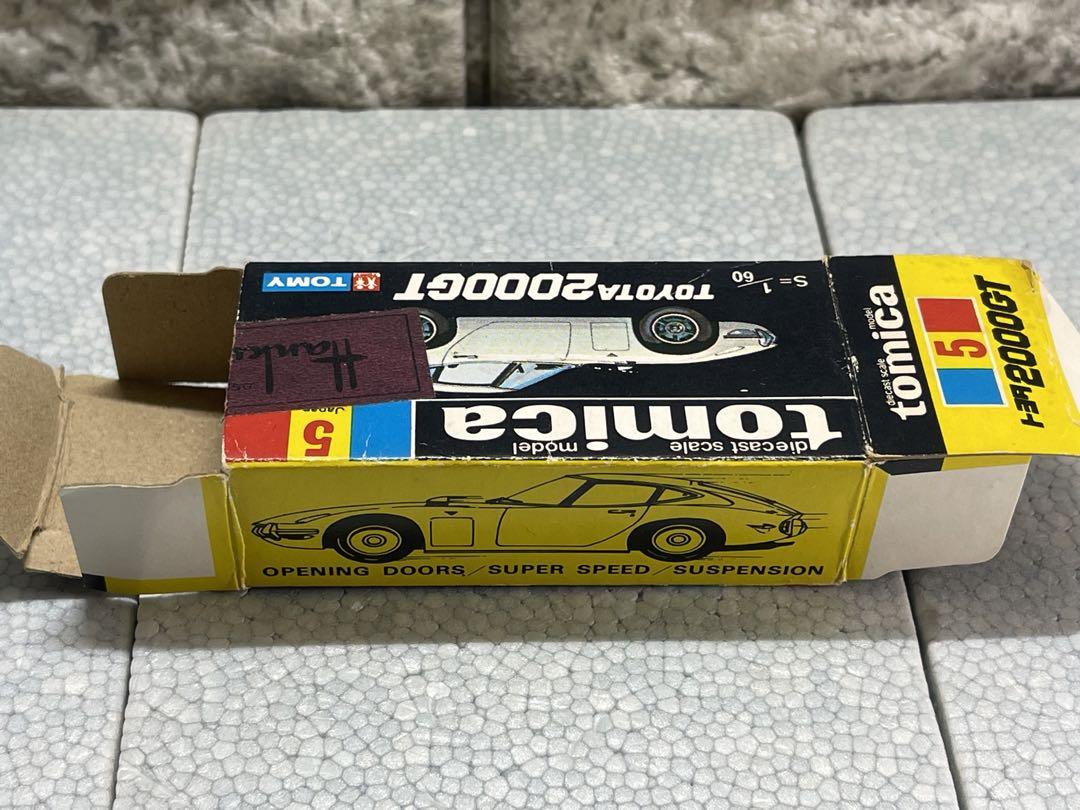 TOMY
TOYOTA 2000GT
S=1/60
Hanks
5
JAPAN
tomica
diecast scale model
OPENING DOORS/SUPER SPEED/SUSPENSION
diecast scale model
tomica
5
トヨタ2000GT